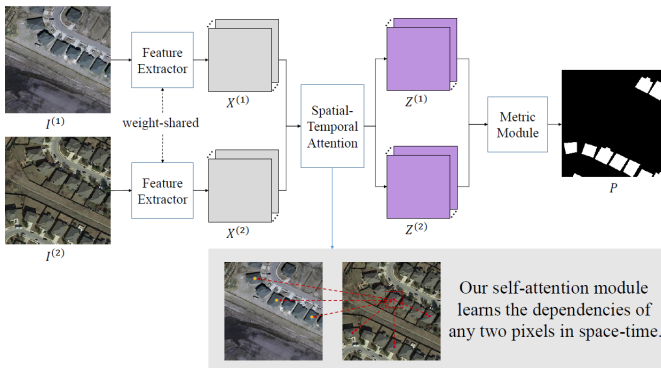 Feature
Extractor
I^(1)
X^(1)
weight-shared
Feature
Extractor
I^(2)
X^(2)
Spatial-
Temporal
Attention
Z^(1)
Z^(2)
Metric
Module
P
Our self-attention module
learns the dependencies of
any two pixels in space-time.